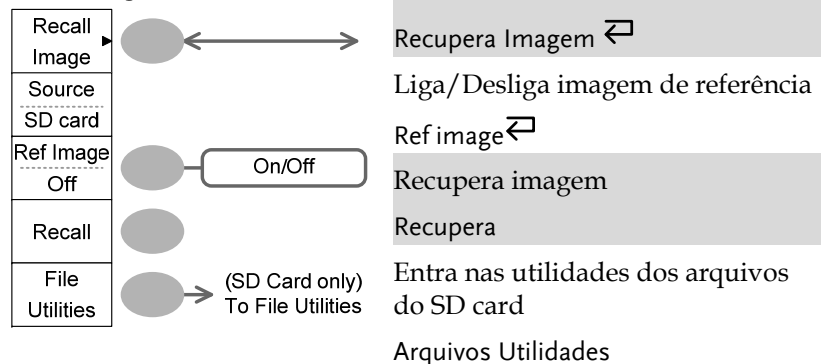 Recall
Image
Source
SD card
Ref Image
Off
Recall
File
Utilities
On/Off
(SD Card only)
To File Utilities
Recupera Imagem
Liga/Desliga imagem de referência
Ref image
Recupera imagem
Recupera
Entra nas utilidades dos arquivos
do SD card
Arquivos Utilidades